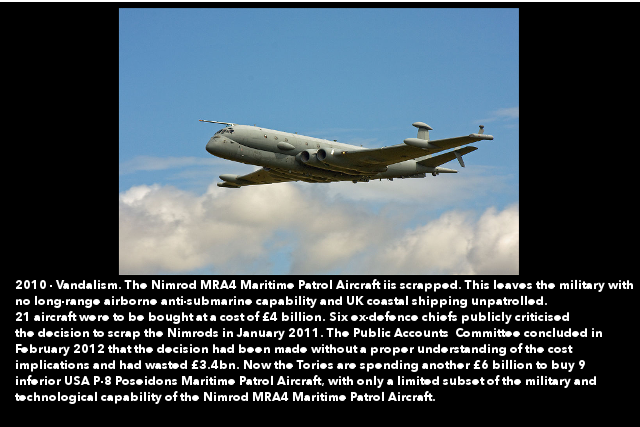 2010 - Vandalism. The Nimrod MRA4 Maritime Patrol Aircraft iis scrapped. This leaves the military with
no long-range airborne anti-submarine capability and UK coastal shipping unpatrolled.
21 aircraft were to be bought at a cost of £4 billion. Six ex-defence chiefs publicly criticised
the decision to scrap the Nimrods in January 2011. The Public Accounts  Committee concluded in
February 2012 that the decision had been made without a proper understanding of the cost
implications and had wasted £3.4bn. Now the Tories are spending another £6 billion to buy 9
inferior USA P-8 Poseidons Maritime Patrol Aircraft, with only a limited subset of the military and
technological capability of the Nimrod MRA4 Maritime Patrol Aircraft.